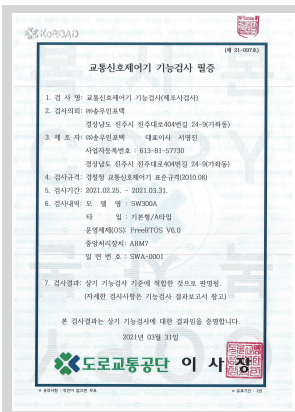 KoROAD
(제 21-097호)
교통신호제어기 기능검사 필증
1. 검 사 명: 교통신호제어기 기능검사(제조사검사)
2. 검사의뢰: ㈜송우인포텍
경상남도 진주시 진주대로404번길 24-9(가좌동)
3. 제 조 자: ㈜송우인포텍 대표이사 서영진
사업자등록번호 : 613-81-57730
경상남도 진주시 진주대로404번길 24-9(가좌동)
4. 검사규격: 경찰청 교통신호제어기 표준규격(2010.08)
5. 검사기간: 2021.02.25. - 2021.03.31.
6. 검사내역: 모 델 명 : SW300A
타 입 : 기본형/A타입
운영체제(OS): FreeRTOS V6.0
중앙처리장치: ARM7
일 련 번 호 : SWA-0001
7. 검사결과: 상기 기능검사 기준에 적합한 것으로 판명됨.
(자세한 검사사항은 기능검사 결과보고서 참고)
본 검사결과는 상기 기능검사에 대한 결과임을 증명합니다.
2021년 03월 31일
도로교통공단 이 사 장